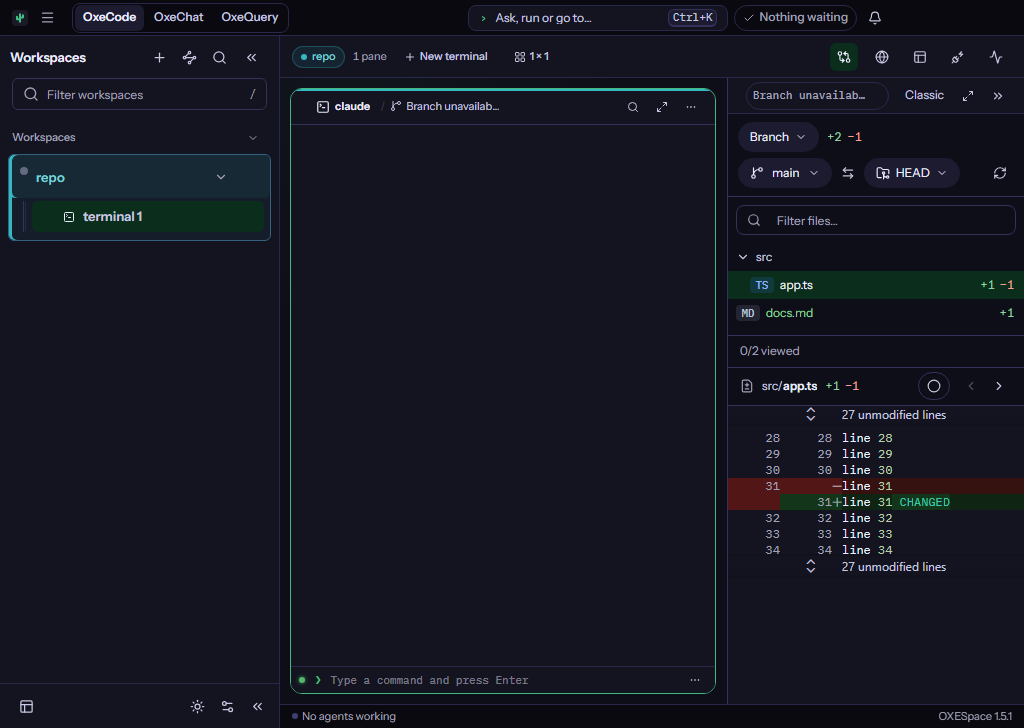 OxeCode OxeChat OxeQuery
Ask, run or go to... Ctrl+K
Nothing waiting
Workspaces
Filter workspaces /
Workspaces
repo
terminal 1
repo 1 pane + New terminal 1×1
claude / Branch unavailab...
Type a command and press Enter ...
No agents working
Branch unavailab... Classic
Branch +2 −1
main HEAD
Filter files...
src
TS app.ts +1 −1
MD docs.md +1
0/2 viewed
src/app.ts +1 −1
27 unmodified lines
28 28 line 28
29 29 line 29
30 30 line 30
31 −line 31
31+line 31 CHANGED
32 32 line 32
33 33 line 33
34 34 line 34
27 unmodified lines
OXESpace 1.5.1